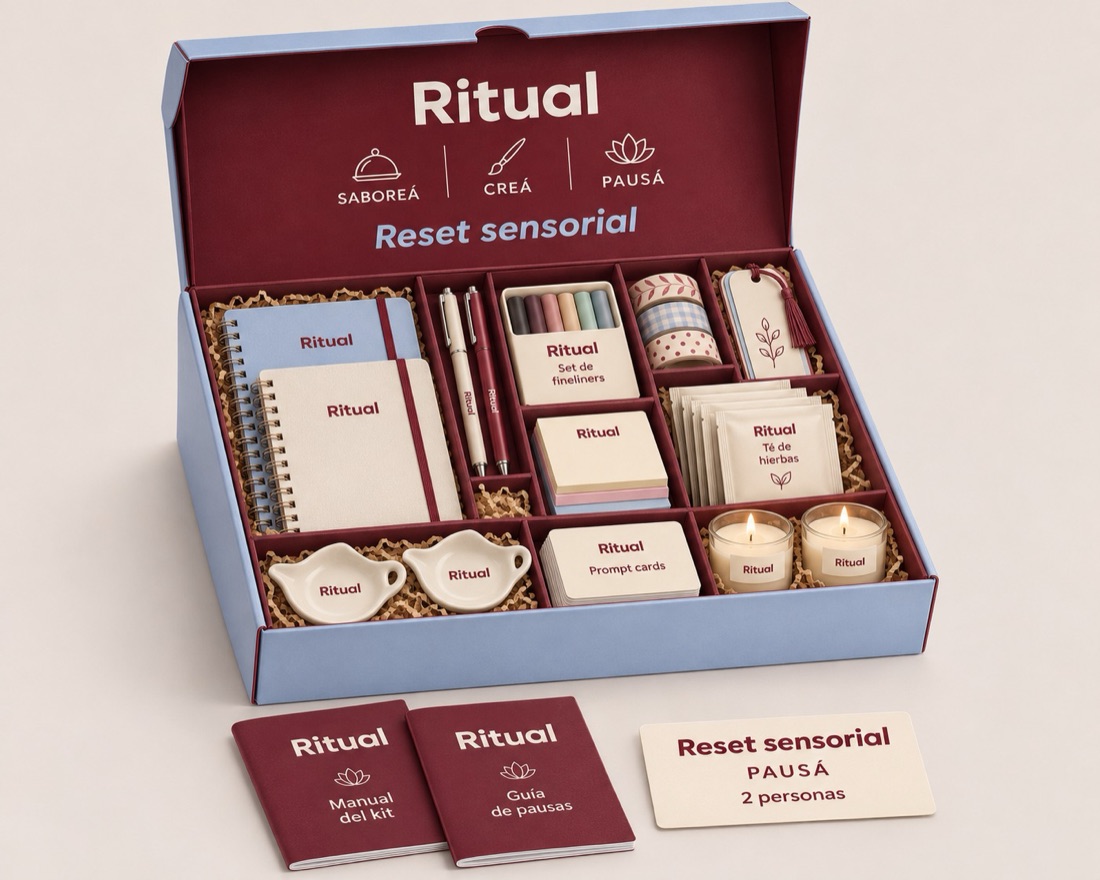 Ritual
SABOREÁ
CREÁ
PAUSÁ
Reset sensorial
Ritual
Ritual
Ritual
Ritual
Ritual
Set de
fineliners
Ritual
Ritual
Té de
hierbas
Ritual
Ritual
Ritual
Prompt cards
Ritual
Ritual
Ritual
Manual
del kit
Ritual
Guía
de pausas
Reset sensorial
PAUSÁ
2 personas